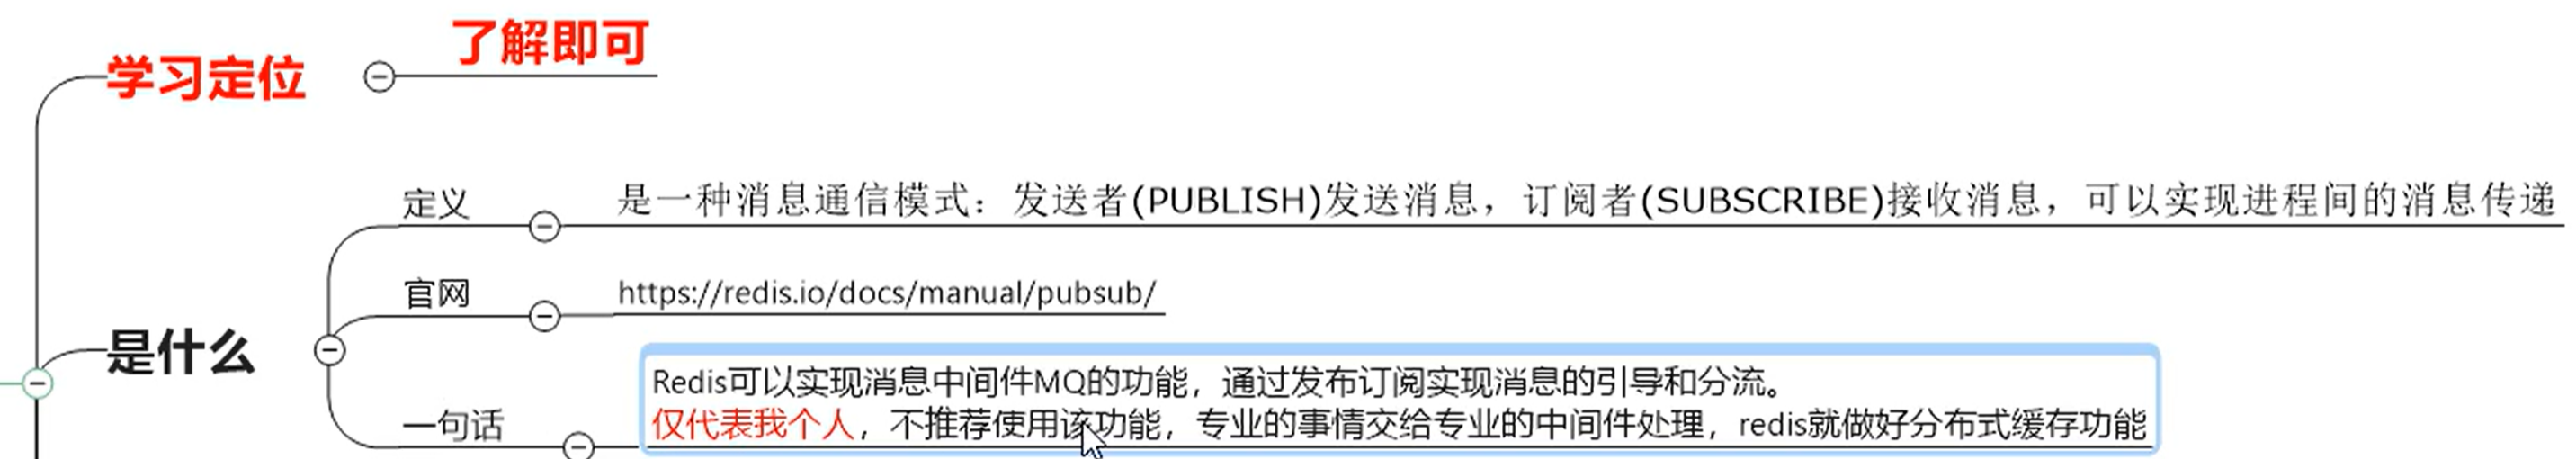 了解即可
学习定位
定义
是一种消息通信模式：发送者(PUBLISH)发送消息，订阅者(SUBSCRIBE)接收消息，可以实现进程间的消息传递
官网
https://redis.io/docs/manual/pubsub/
是什么
一句话
Redis可以实现消息中间件MQ的功能，通过发布订阅实现消息的引导和分流。
仅代表我个人，不推荐使用该功能，专业的事情交给专业的中间件处理，redis就做好分布式缓存功能